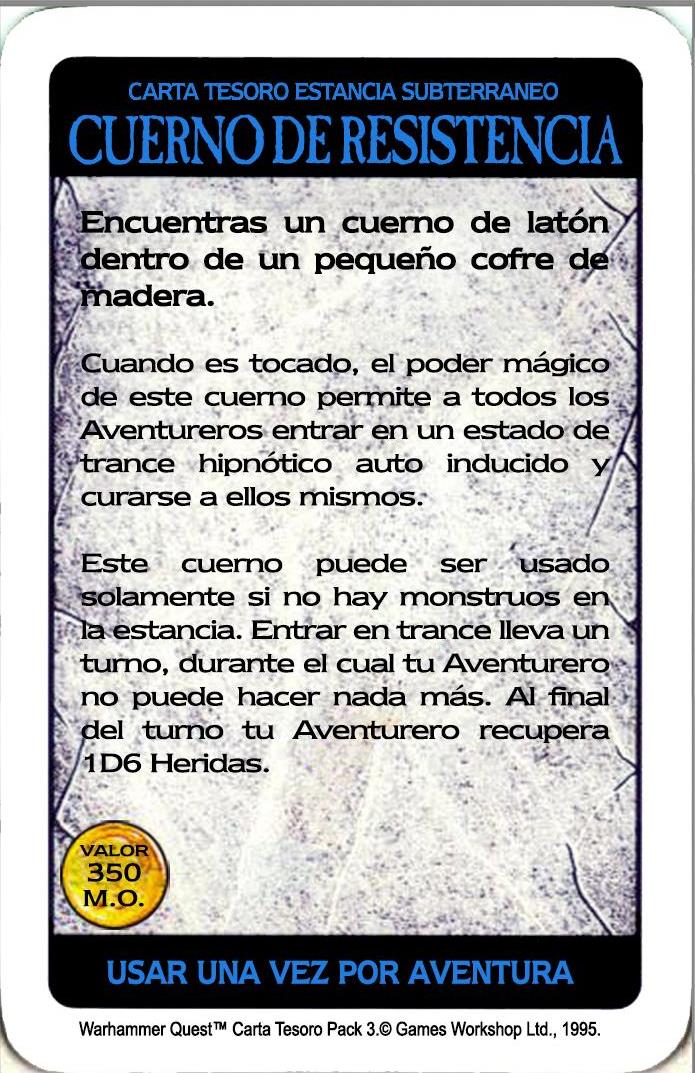 CARTA TESORO ESTANCIA SUBTERRANEO
CUERNO DE RESISTENCIA
Encuentras un cuerno de latón
dentro de un pequeño cofre de
madera.
Cuando es tocado, el poder mágico
de este cuerno permite a todos los
Aventureros entrar en un estado de
trance hipnótico auto inducido y
curarse a ellos mismos.
Este cuerno puede ser usado
solamente si no hay monstruos en
la estancia. Entrar en trance lleva un
turno, durante el cual tu Aventurero
no puede hacer nada más. Al final
del turno tu Aventurero recupera
1D6 Heridas.
VALOR
350
M.O.
USAR UNA VEZ POR AVENTURA
Warhammer Quest™ Carta Tesoro Pack 3.© Games Workshop Ltd., 1995.